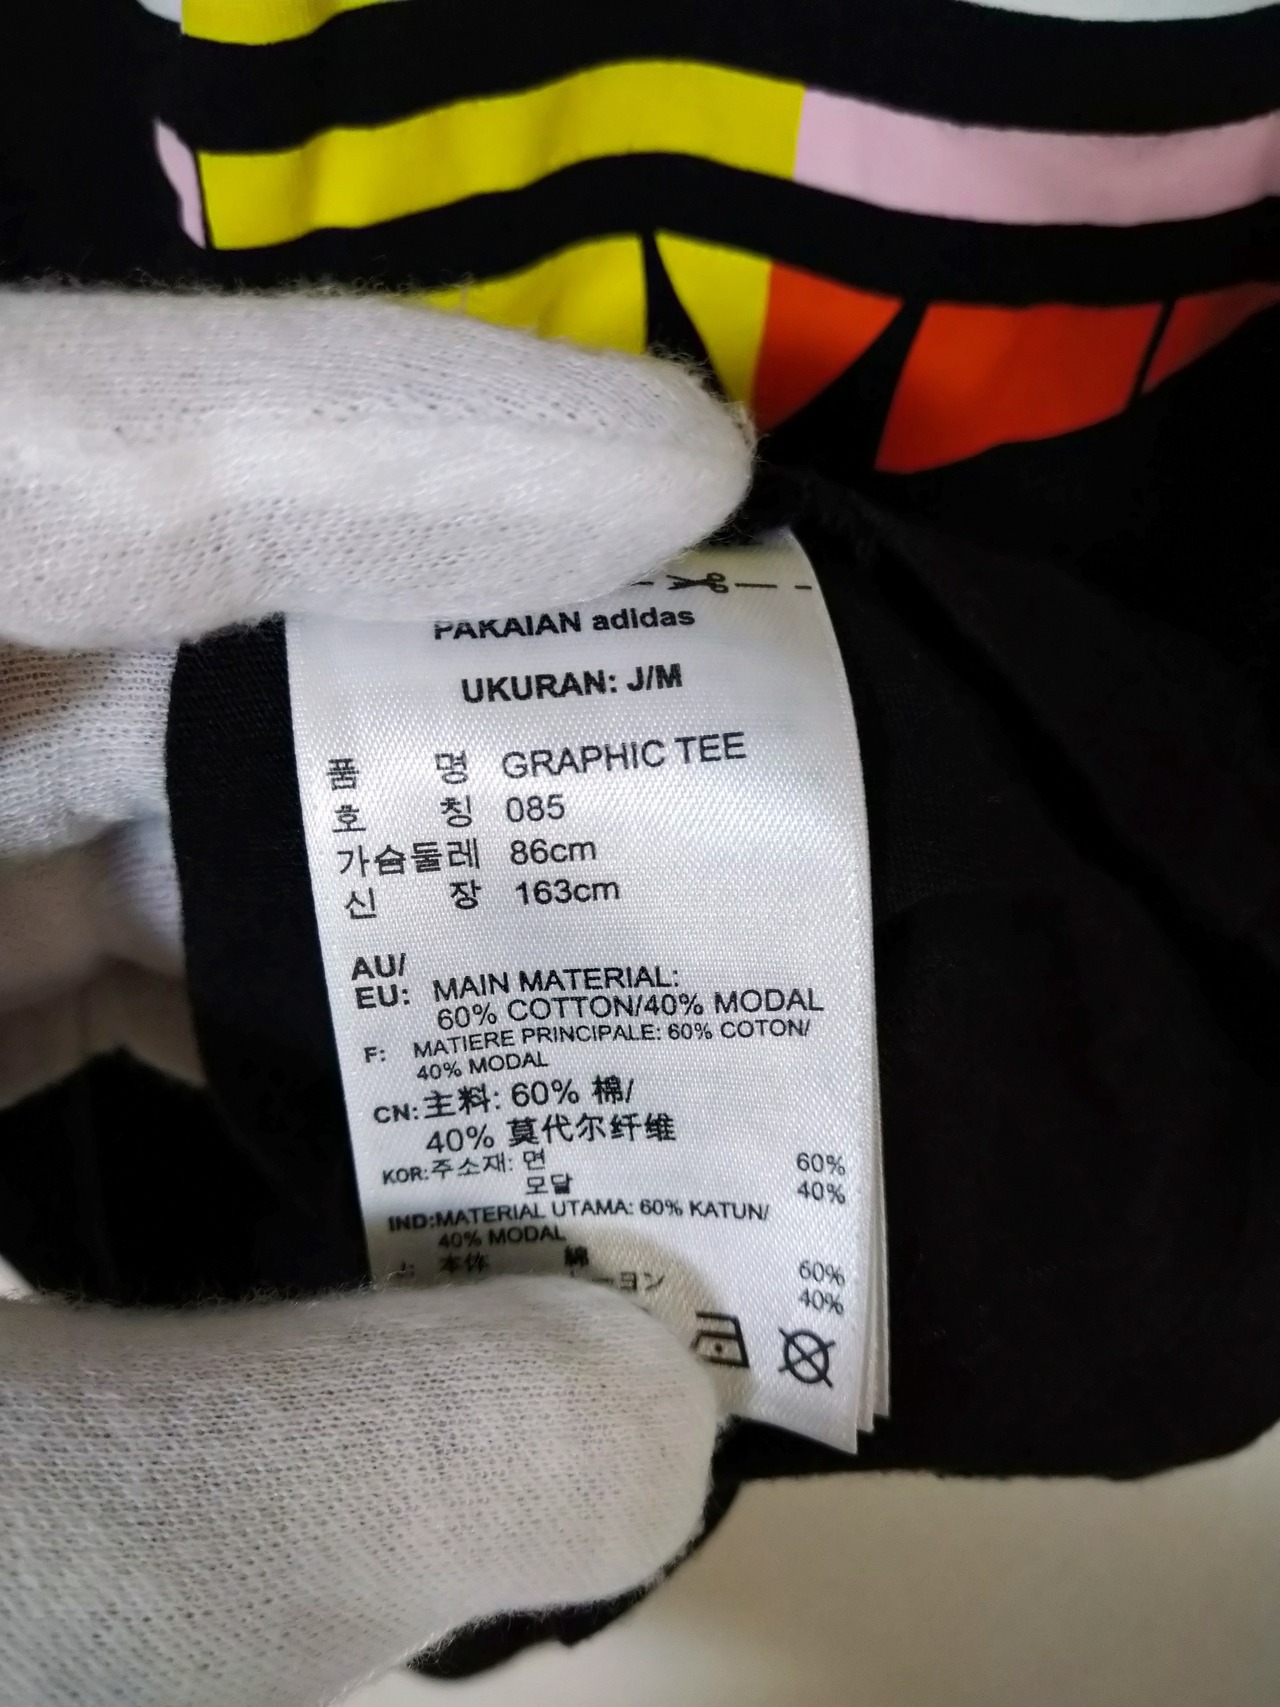 PAKAIAN adidas
UKURAN: J/M
품 명 GRAPHIC TEE
호 칭 085
가슴둘레 86cm
신 장 163cm
AU/
EU: MAIN MATERIAL:
60% COTTON/40% MODAL
F: MATIERE PRINCIPALE: 60% COTON/
40% MODAL
CN: 主料: 60% 棉/
40% 莫代尔纤维
KOR: 주소재: 면 60%
모달 40%
IND: MATERIAL UTAMA: 60% KATUN/
40% MODAL
J: 本体 綿 60%
ーヨン 40%